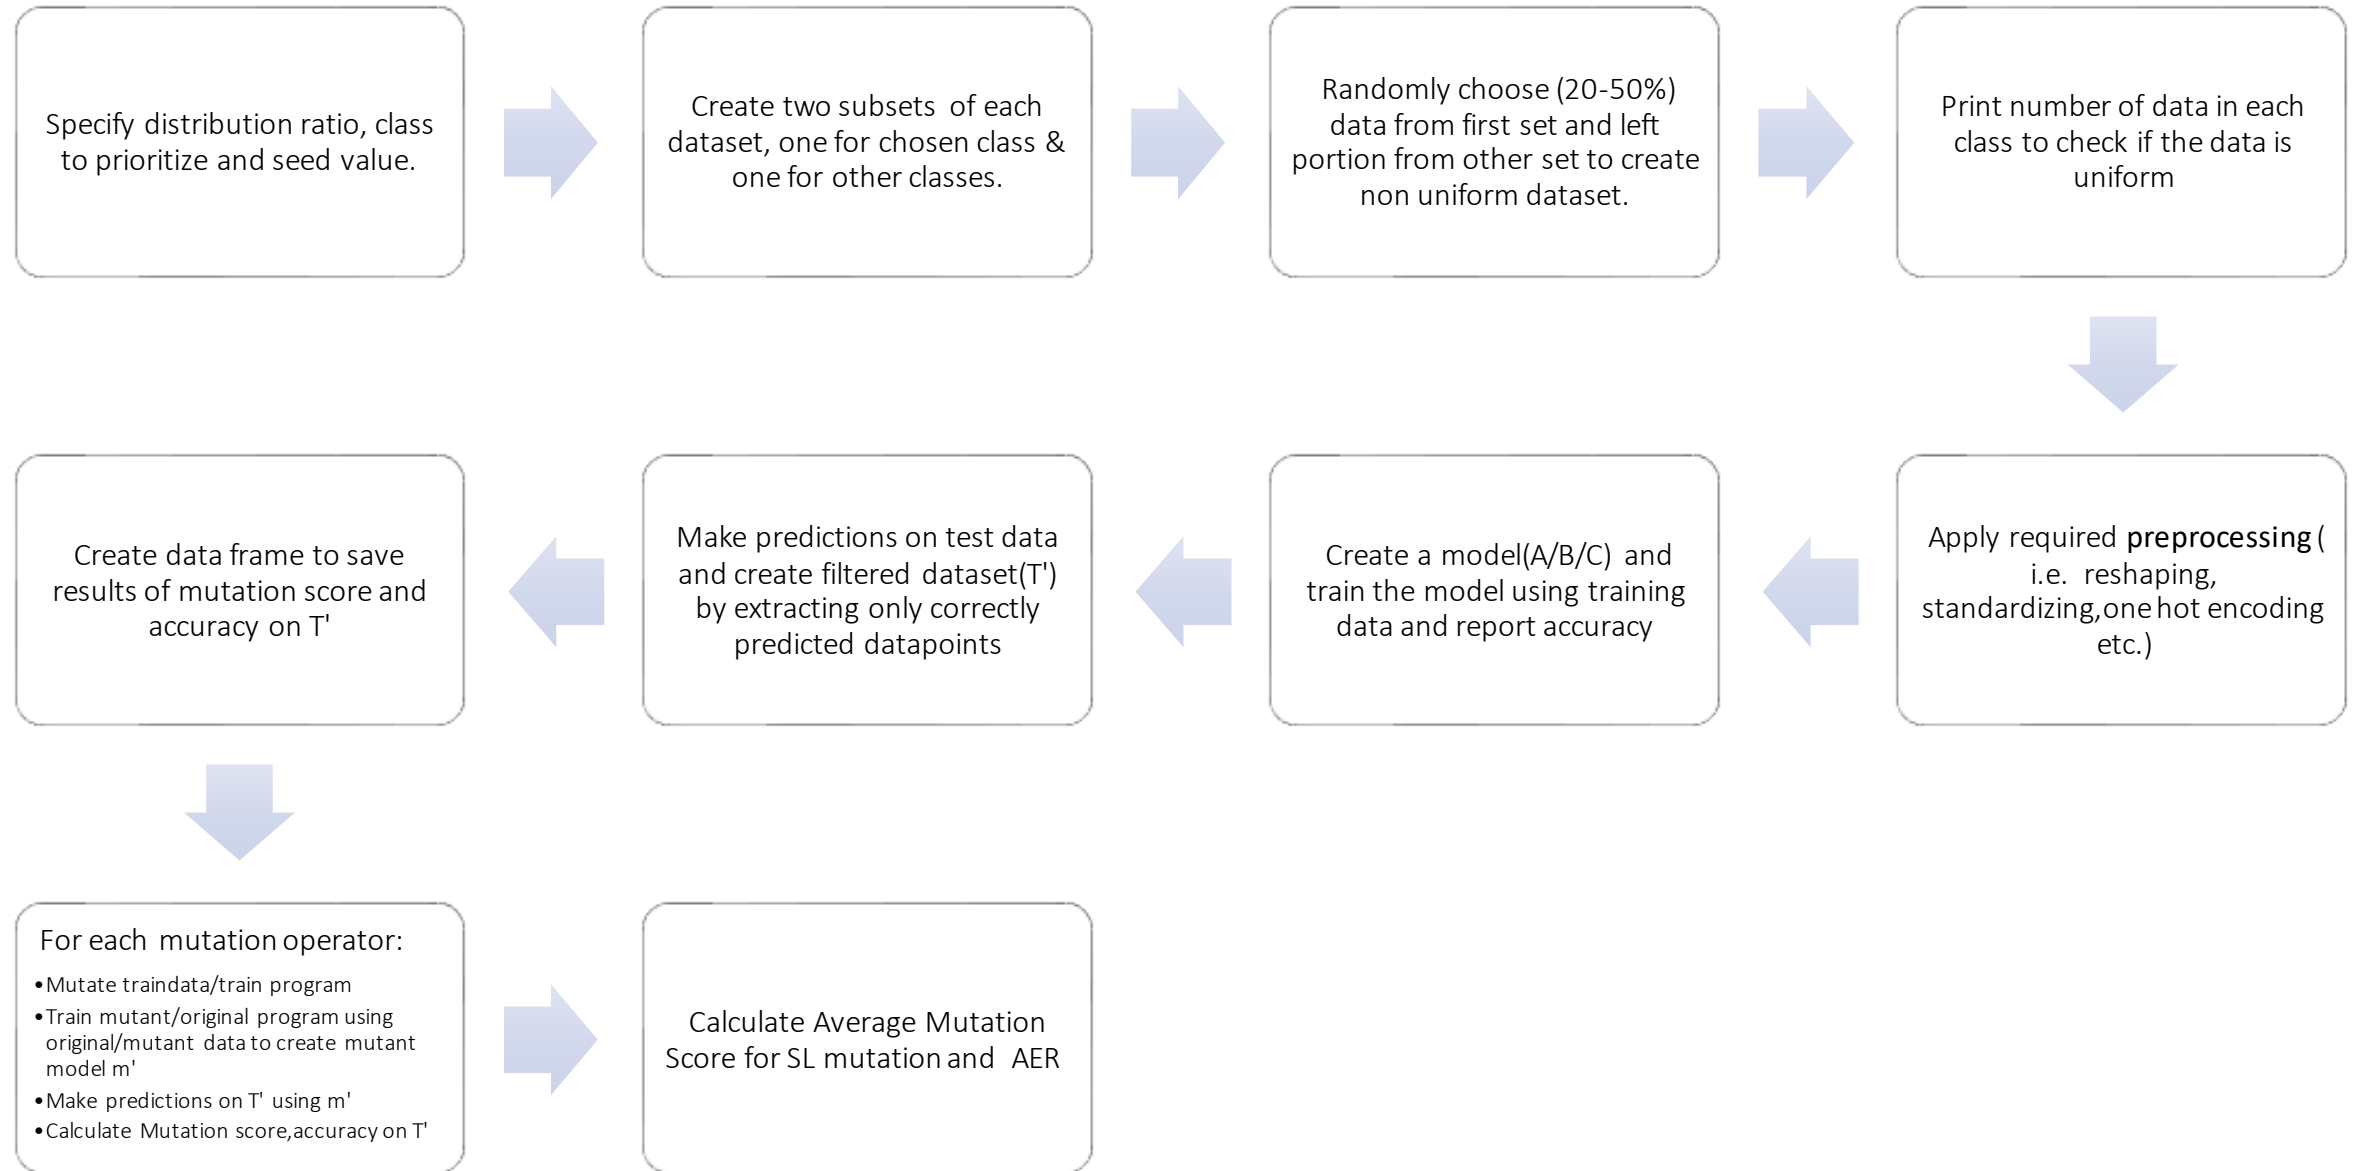 Specify distribution ratio, class
to prioritize and seed value.
Create two subsets of each
dataset, one for chosen class &
one for other classes.
Randomly choose (20-50%)
data from first set and left
portion from other set to create
non uniform dataset.
Print number of data in each
class to check if the data is
uniform
Apply required preprocessing (
i.e. reshaping,
standardizing,one hot encoding
etc.)
Create a model(A/B/C) and
train the model using training
data and report accuracy
Make predictions on test data
and create filtered dataset(T')
by extracting only correctly
predicted datapoints
Create data frame to save
results of mutation score and
accuracy on T'
For each mutation operator:
•Mutate traindata/train program
•Train mutant/original program using
original/mutant data to create mutant
model m'
•Make predictions on T' using m'
•Calculate Mutation score,accuracy on T'
Calculate Average Mutation
Score for SL mutation and AER